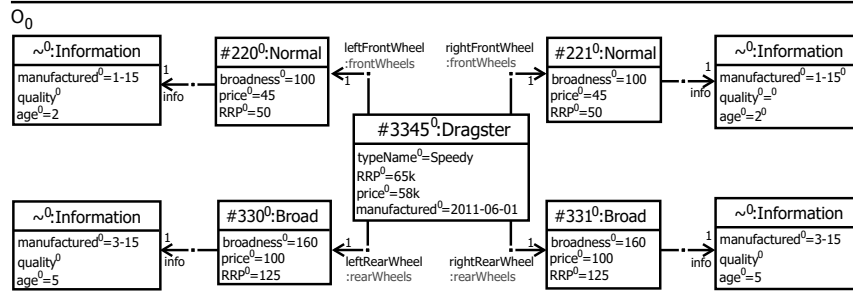 O₀
~⁰:Information
manufactured⁰=1-15
quality⁰
age⁰=2
1
info
#220⁰:Normal
broadness⁰=100
price⁰=45
RRP⁰=50
leftFrontWheel
:frontWheels
1
rightFrontWheel
:frontWheels
1
#221⁰:Normal
broadness⁰=100
price⁰=45
RRP⁰=50
1
info
~⁰:Information
manufactured⁰=1-15⁰
quality⁰=⁰
age⁰=2⁰
#3345⁰:Dragster
typeName⁰=Speedy
RRP⁰=65k
price⁰=58k
manufactured⁰=2011-06-01
~⁰:Information
manufactured⁰=3-15
quality⁰
age⁰=5
1
info
#330⁰:Broad
broadness⁰=160
price⁰=100
RRP⁰=125
1
leftRearWheel
:rearWheels
1
rightRearWheel
:rearWheels
#331⁰:Broad
broadness⁰=160
price⁰=100
RRP⁰=125
1
info
~⁰:Information
manufactured⁰=3-15
quality⁰
age⁰=5